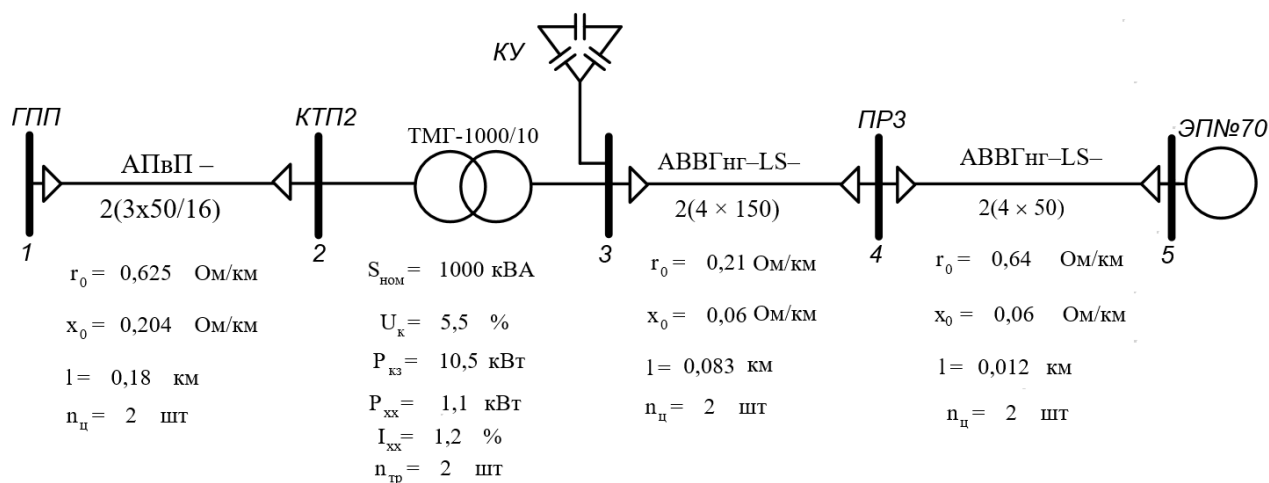 КУ
ГПП
КТП2
ТМГ-1000/10
ПР3
ЭП№70
АПвП –
АВВГнг–LS–
АВВГнг–LS–
2(3х50/16)
2(4 × 150)
2(4 × 50)
1
2
3
4
5
r₀ = 0,625 Ом/км
x₀ = 0,204 Ом/км
l = 0,18 км
nц = 2 шт
Sном = 1000 кВА
Uк = 5,5 %
Pкз = 10,5 кВт
Pхх = 1,1 кВт
Iхх = 1,2 %
nтр = 2 шт
r₀ = 0,21 Ом/км
x₀ = 0,06 Ом/км
l = 0,083 км
nц = 2 шт
r₀ = 0,64 Ом/км
x₀ = 0,06 Ом/км
l = 0,012 км
nц = 2 шт